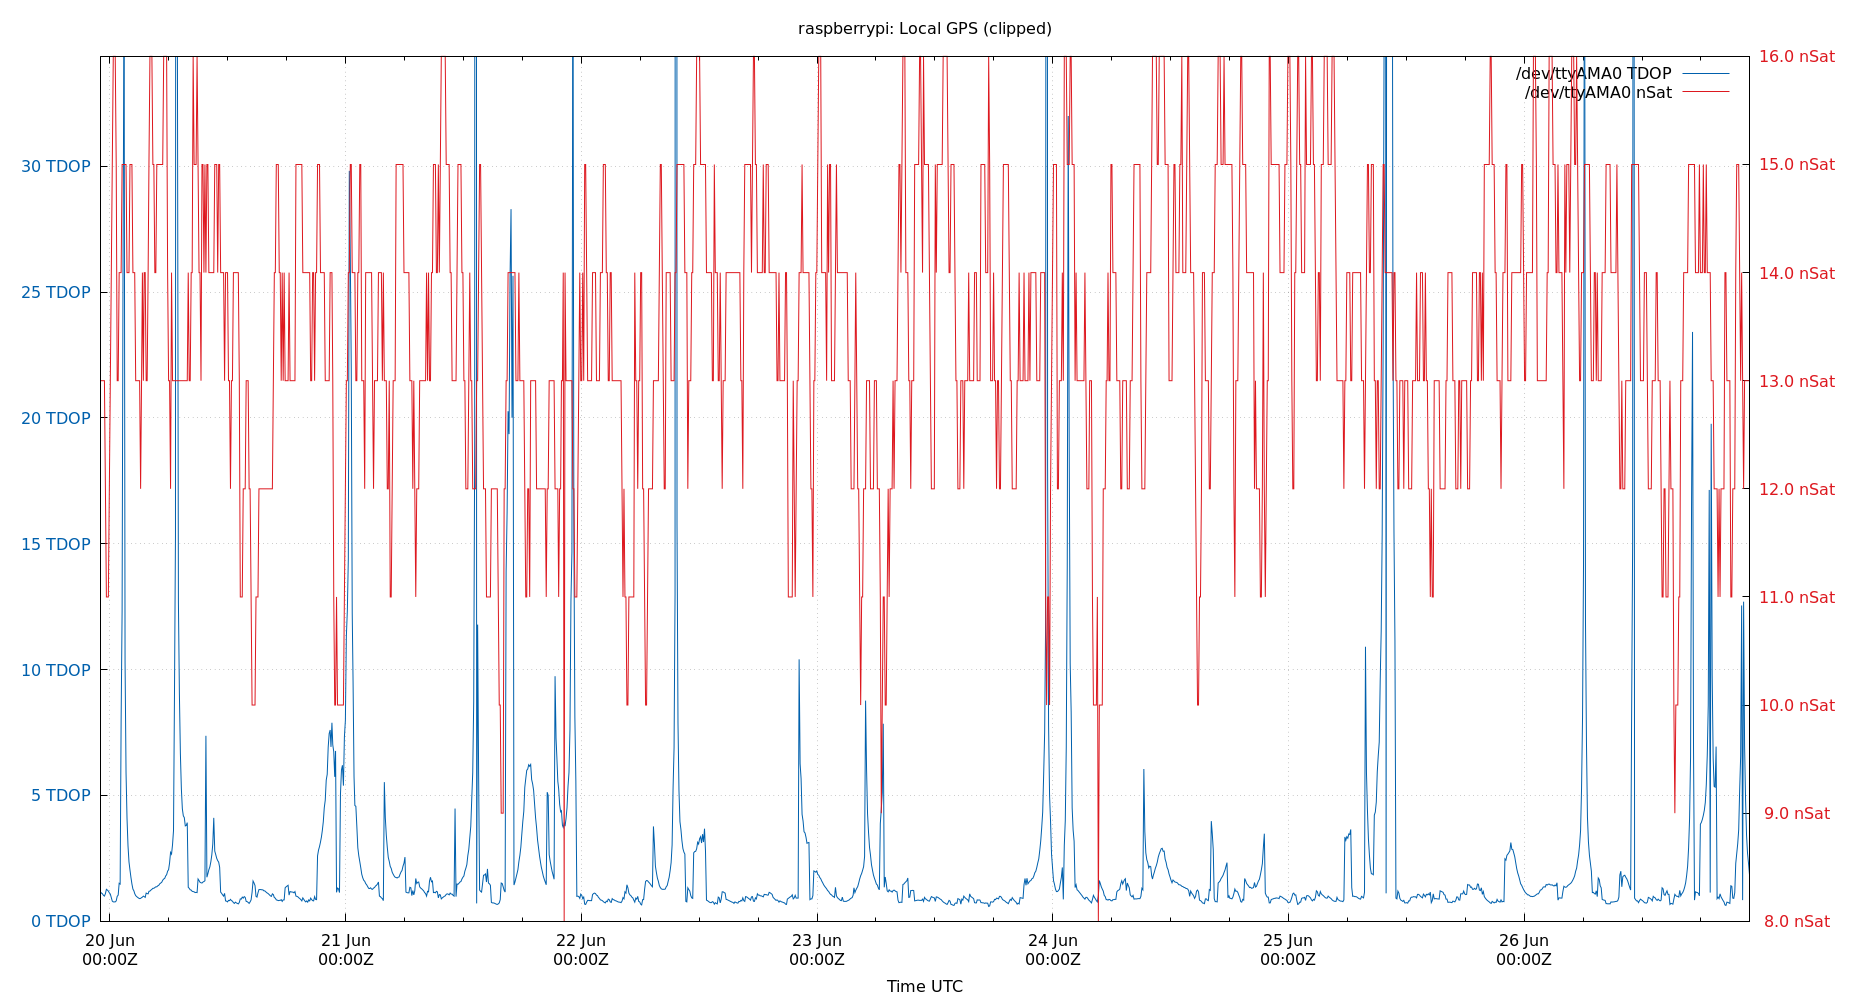 raspberrypi: Local GPS (clipped)
/dev/ttyAMA0 TDOP
/dev/ttyAMA0 nSat
30 TDOP
25 TDOP
20 TDOP
15 TDOP
10 TDOP
5 TDOP
0 TDOP
16.0 nSat
15.0 nSat
14.0 nSat
13.0 nSat
12.0 nSat
11.0 nSat
10.0 nSat
9.0 nSat
8.0 nSat
20 Jun
00:00Z
21 Jun
00:00Z
22 Jun
00:00Z
23 Jun
00:00Z
24 Jun
00:00Z
25 Jun
00:00Z
26 Jun
00:00Z
Time UTC